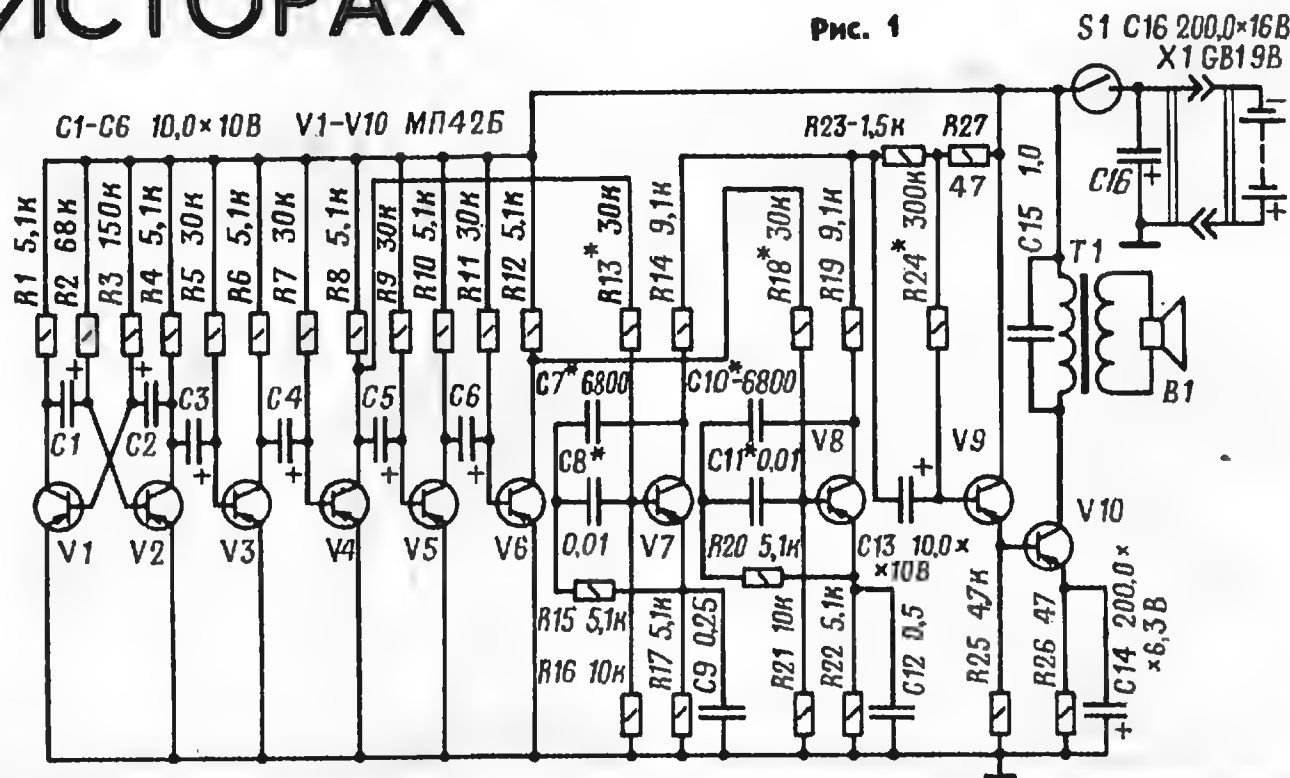 ИСТОРАХ
Рис. 1
S1 C16 200,0×16В
X1 GB1 9В
C1-C6 10,0×10В V1-V10 МП42Б
R23-1,5к R27
47
R1 5,1к
R2 68к
R3 150к
R4 5,1к
R5 30к
R6 5,1к
R7 30к
R8 5,1к
R9 30к
R10 5,1к
R11 30к
R12 5,1к
R13* 30к
R14 9,1к
R18* 30к
R19 9,1к
R24* 300к
C15 1,0
C16
+
−
+
T1
B1
+ +
C1
C2
C3
+
C4
+
C5
+
C6
+
C7* 6800
C10*-6800
C8*
0,01
C11* 0,01
V8
V9
V10
V1
V2
V3
V4
V5
V6
V7
R20 5,1к
+
C13 10,0×
×10В
R15 5,1к
R16 10к
R17 5,1к
C9 0,25
R21 10к
R22 5.1к
C12 0,5
R25 4,7к
R26 47
C14 200,0×
×6,3В
+